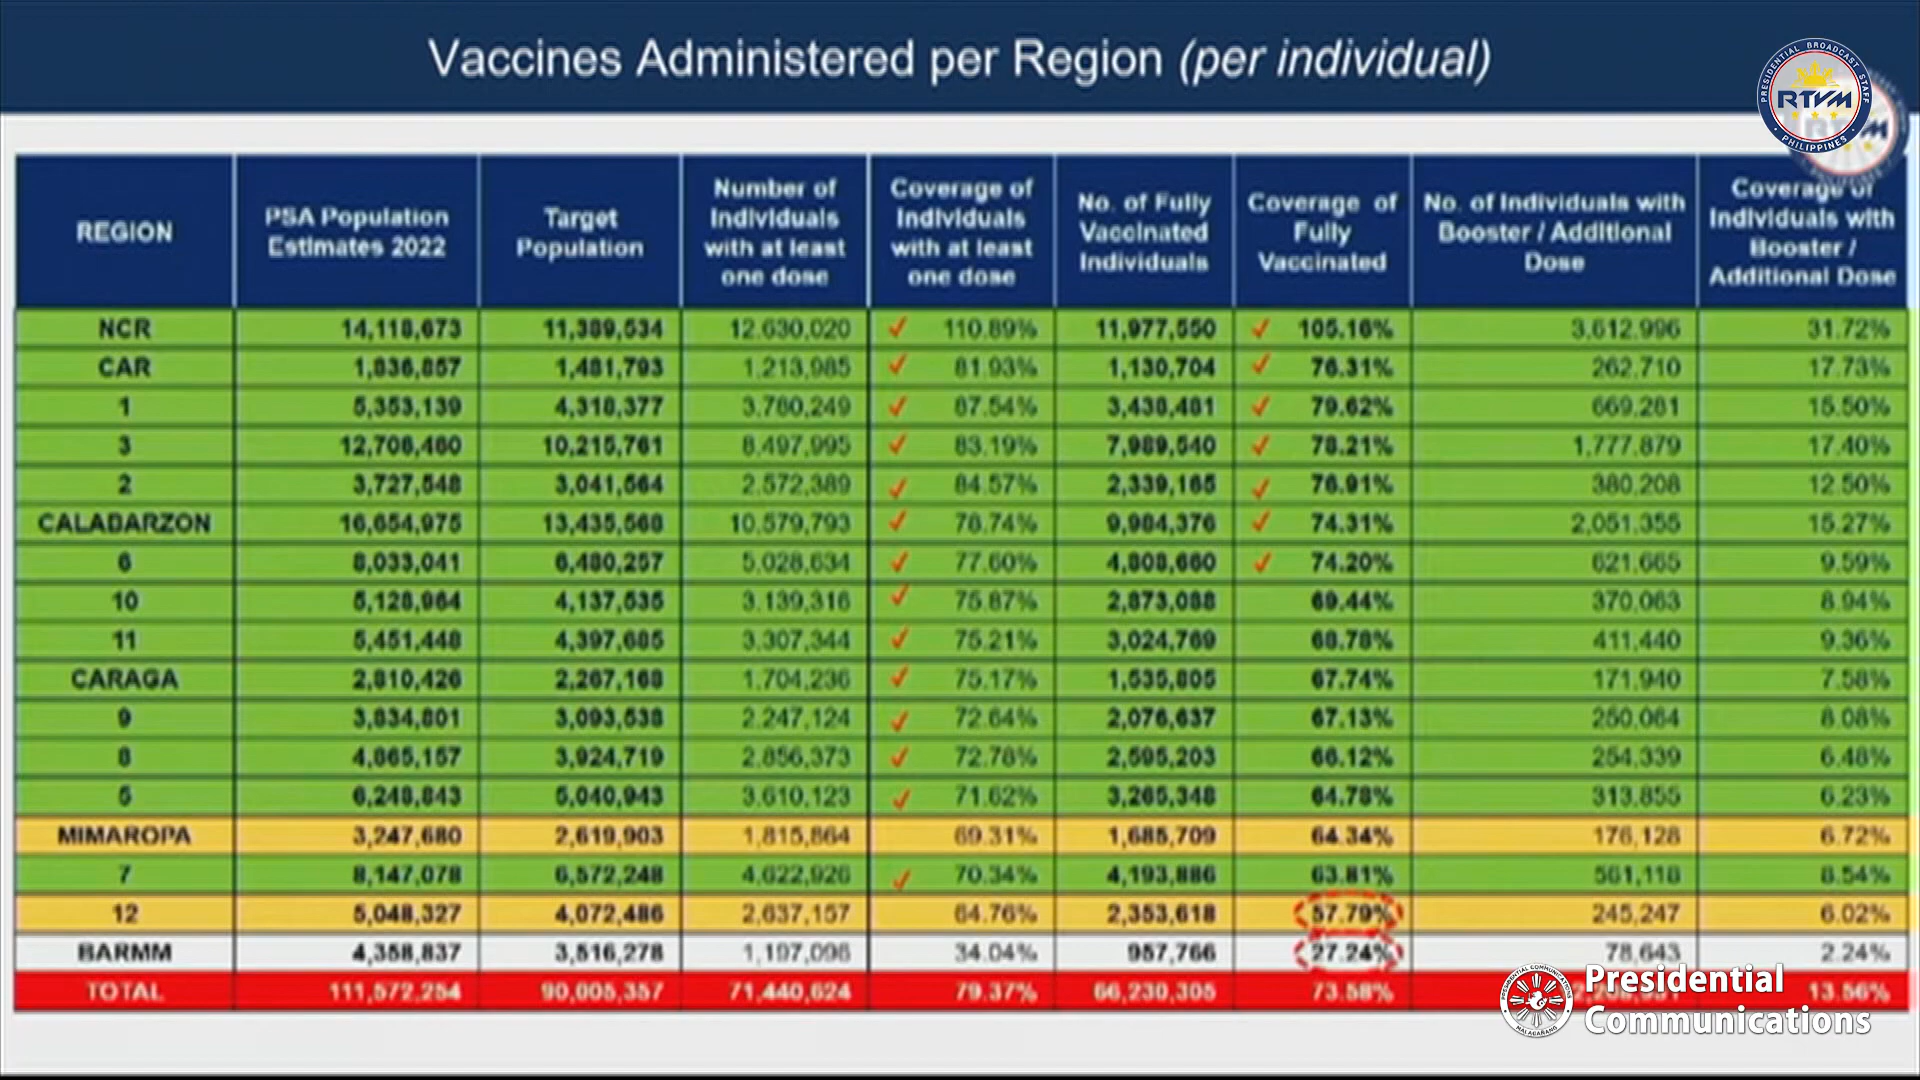 Vaccines Administered per Region (per individual)
PRESIDENTIAL BROADCAST STAFF
RTVM
PHILIPPINES
REGION PSA Population Estimates 2022 Target Population Number of Individuals with at least one dose Coverage of Individuals with at least one dose No. of Fully Vaccinated Individuals Coverage of Fully Vaccinated No. of Individuals with Booster / Additional Dose Coverage of Individuals with Booster / Additional Dose
NCR 14,118,673 11,389,534 12,630,020 ✓ 110.89% 11,977,550 ✓ 105.16% 3,612,996 31.72%
CAR 1,836,857 1,481,793 1,213,985 ✓ 81.93% 1,130,704 ✓ 76.31% 262,710 17.73%
1 5,353,139 4,318,377 3,780,249 ✓ 87.54% 3,438,481 ✓ 79.62% 669,281 15.50%
3 12,708,460 10,215,761 8,497,995 ✓ 83.19% 7,989,540 ✓ 78.21% 1,777,879 17.40%
2 3,727,548 3,041,564 2,572,389 ✓ 84.57% 2,339,165 ✓ 76.91% 380,208 12.50%
CALABARZON 16,654,975 13,435,568 10,579,793 ✓ 78.74% 9,984,376 ✓ 74.31% 2,051,355 15.27%
6 8,033,041 6,480,257 5,028,634 ✓ 77.60% 4,808,660 ✓ 74.20% 621,665 9.59%
10 5,128,964 4,137,535 3,139,316 ✓ 75.87% 2,873,088 69.44% 370,063 8.94%
11 5,451,448 4,397,685 3,307,344 ✓ 75.21% 3,024,769 68.78% 411,440 9.36%
CARAGA 2,810,426 2,267,168 1,704,236 ✓ 75.17% 1,535,805 67.74% 171,940 7.58%
9 3,834,801 3,093,538 2,247,124 ✓ 72.64% 2,076,637 67.13% 250,064 8.08%
8 4,865,157 3,924,719 2,856,373 ✓ 72.78% 2,595,203 66.12% 254,339 6.48%
5 6,248,843 5,040,943 3,610,123 ✓ 71.62% 3,265,348 64.78% 313,855 6.23%
MIMAROPA 3,247,680 2,619,903 1,815,864 69.31% 1,685,709 64.34% 176,128 6.72%
7 8,147,078 6,572,248 4,622,926 ✓ 70.34% 4,193,886 63.81% 561,118 8.54%
12 5,048,327 4,072,486 2,637,157 64.76% 2,353,618 57.79% 245,247 6.02%
BARMM 4,358,837 3,516,278 1,197,096 34.04% 957,766 27.24% 78,643 2.24%
TOTAL 111,572,254 90,005,357 71,440,624 79.37% 66,230,305 73.58% 13.56%
Presidential
Communications